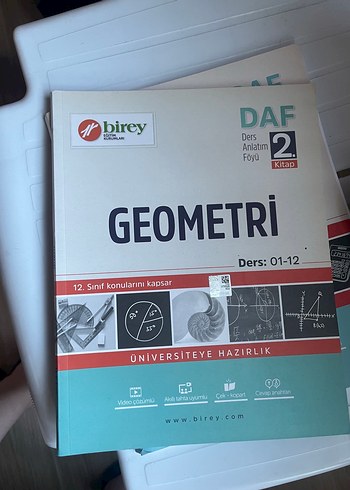 birey
EĞİTİM
KURUMLARI
DAF
DAF
Ders
Anlatım
Föyü
2.
Kitap
GEOMETRİ
Ders: 01-12
12. Sınıf konularını kapsar
ÜNİVERSİTEYE HAZIRLIK
Video çözümlü
Akıllı tahta uyumlu
Çek - kopart
Cevap anahtarı
www.birey.com